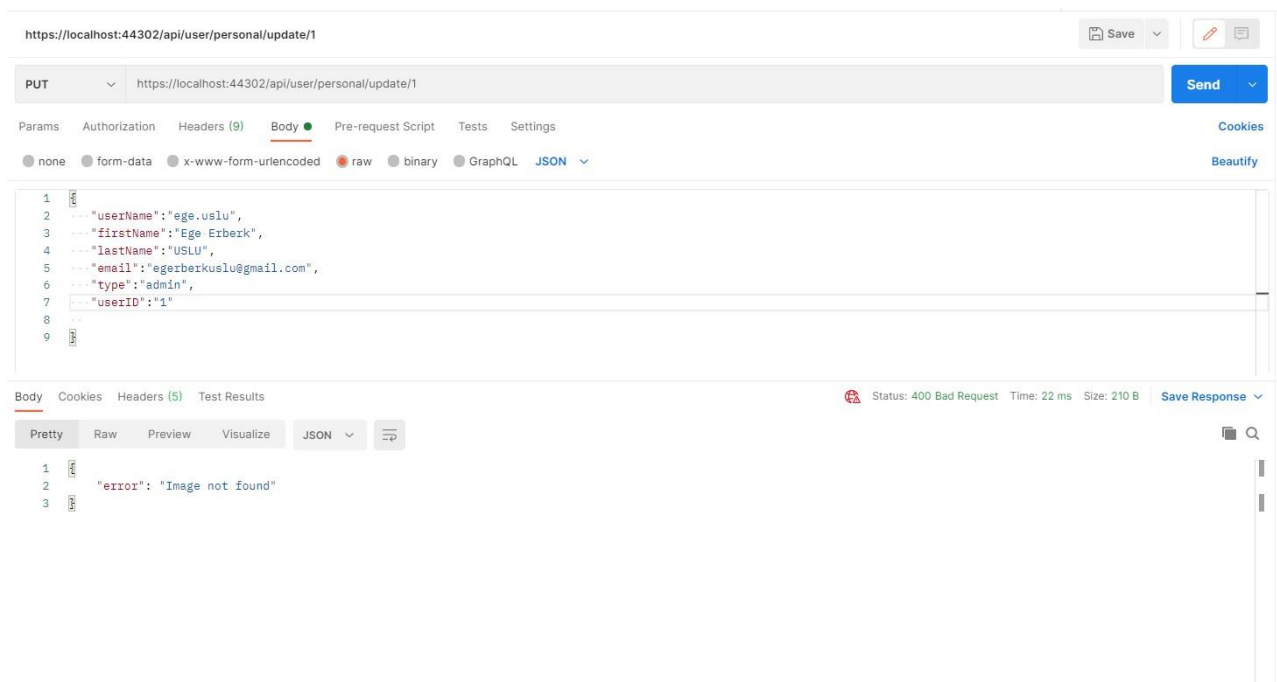 https://localhost:44302/api/user/personal/update/1
Save
PUT https://localhost:44302/api/user/personal/update/1 Send
Params Authorization Headers (9) Body Pre-request Script Tests Settings Cookies
none form-data x-www-form-urlencoded raw binary GraphQL JSON Beautify
1 {
2 "userName":"ege.uslu",
3 "firstName":"Ege Erberk",
4 "lastName":"USLU",
5 "email":"egerberkuslu@gmail.com",
6 "type":"admin",
7 "userID":"1"
8
9 }
Body Cookies Headers (5) Test Results Status: 400 Bad Request Time: 22 ms Size: 210 B Save Response
Pretty Raw Preview Visualize JSON
1 {
2 "error": "Image not found"
3 }